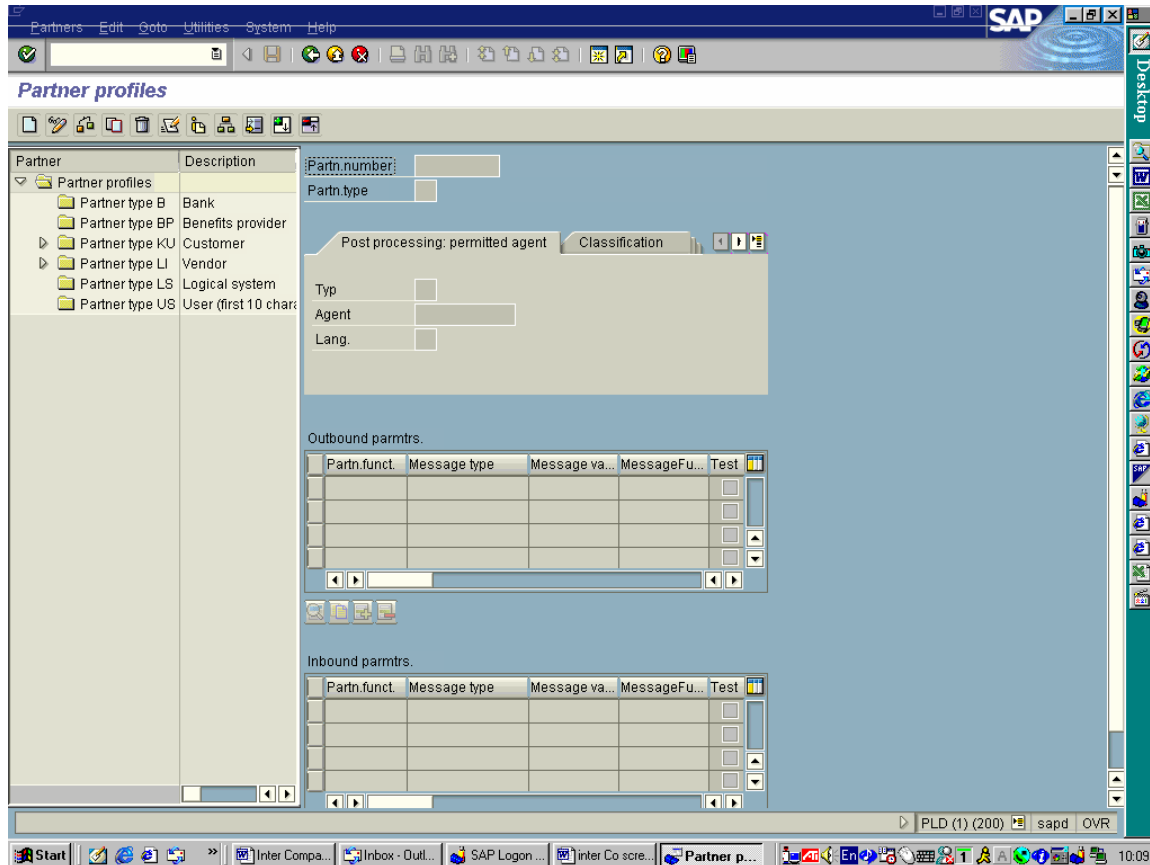 Partners Edit Goto Utilities System Help
SAP
Partner profiles
Desktop
Partner Description
Partner profiles
Partner type B Bank
Partner type BP Benefits provider
Partner type KU Customer
Partner type LI Vendor
Partner type LS Logical system
Partner type US User (first 10 chara
Partn.number
Partn.type
Post processing: permitted agent Classification
Typ
Agent
Lang.
Outbound parmtrs.
Partn.funct. Message type Message va... MessageFu... Test
Inbound parmtrs.
Partn.funct. Message type Message va... MessageFu... Test
PLD (1) (200) sapd OVR
Start » Inter Compa... Inbox - Outl... SAP Logon ... inter Co scre... Partner p... En 1 A 10:09